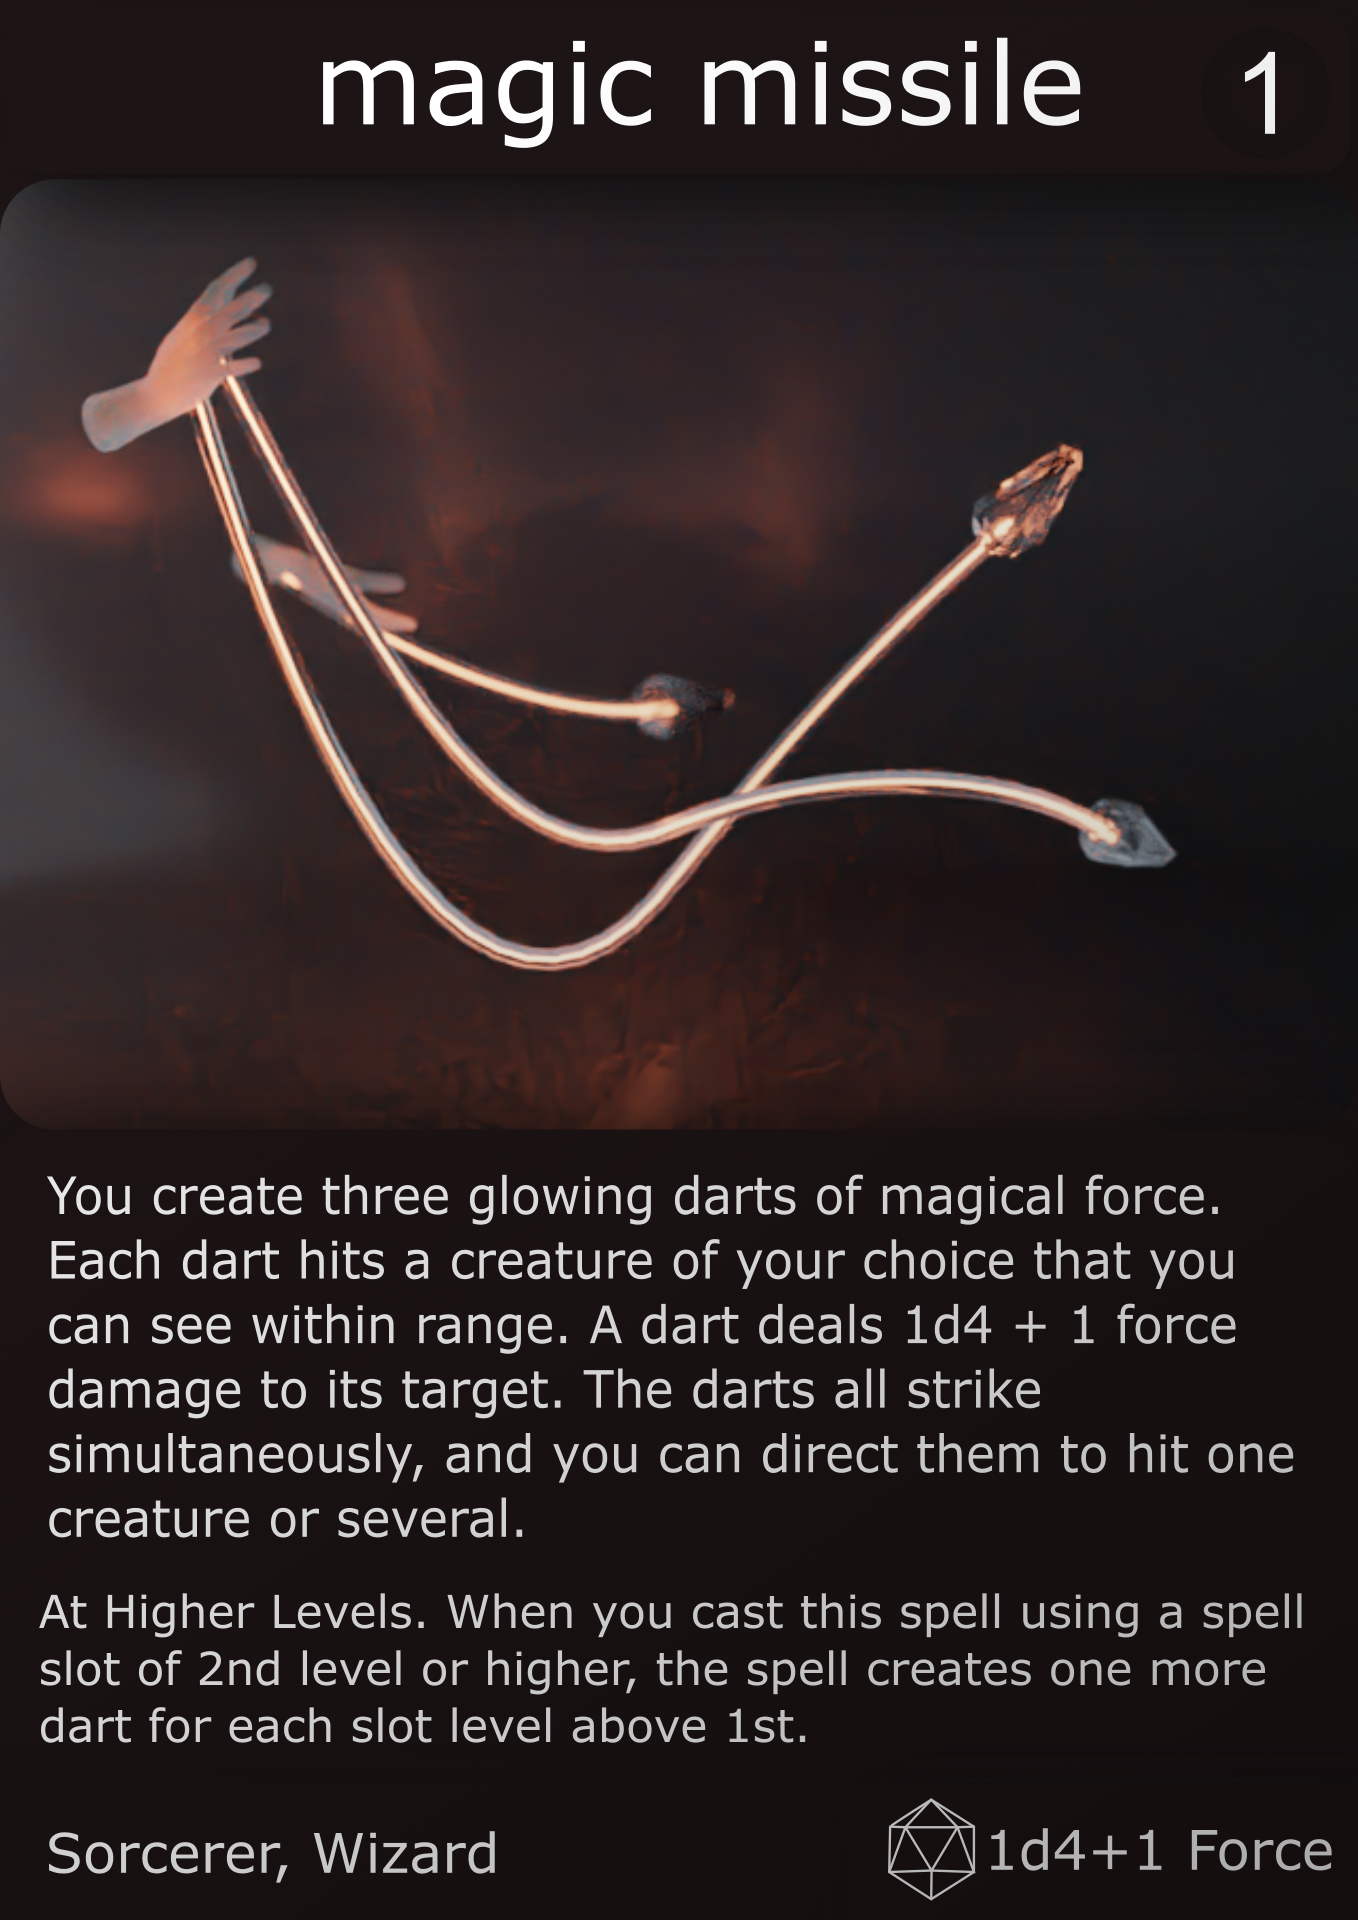 magic missile 1
You create three glowing darts of magical force.
Each dart hits a creature of your choice that you
can see within range. A dart deals 1d4 + 1 force
damage to its target. The darts all strike
simultaneously, and you can direct them to hit one
creature or several.
At Higher Levels. When you cast this spell using a spell
slot of 2nd level or higher, the spell creates one more
dart for each slot level above 1st.
Sorcerer, Wizard
1d4+1 Force